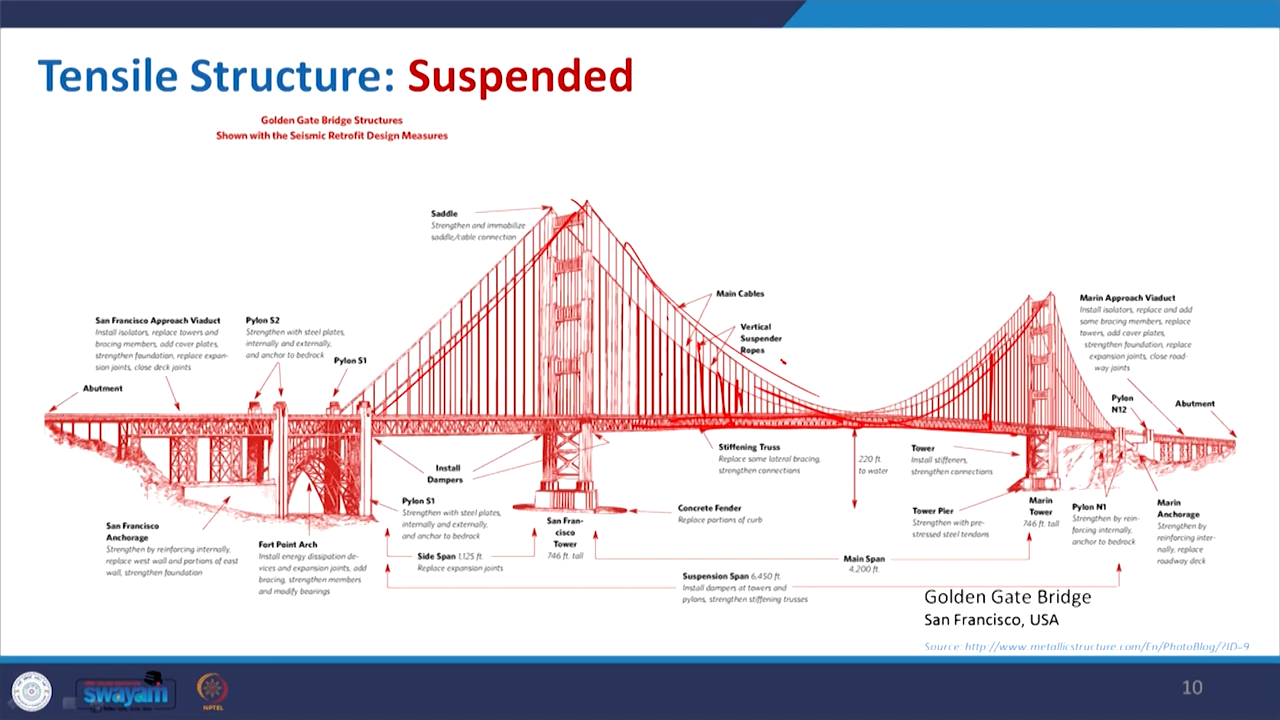 Tensile Structure: Suspended
Golden Gate Bridge Structures
Shown with the Seismic Retrofit Design Measures
Saddle
Strengthen and immobilize
saddle/cable connection
Main Cables
Vertical
Suspender
Ropes
San Francisco Approach Viaduct
Install isolators, replace towers and
bracing members, add cover plates,
strengthen foundation, replace expan-
sion joints, close deck joints
Pylon S2
Strengthen with steel plates,
internally and externally,
and anchor to bedrock
Pylon S1
Abutment
Marin Approach Viaduct
Install isolators, replace and add
some bracing members, replace
towers, add cover plates,
strengthen foundation, replace
expansion joints, close road-
way joints
Pylon
N12
Abutment
Install
Dampers
Stiffening Truss
Replace some lateral bracing,
strengthen connections
220 ft.
to water
Tower
Install stiffeners,
strengthen connections
Pylon S1
Strengthen with steel plates,
internally and externally,
and anchor to bedrock
San Fran-
cisco
Tower
746 ft. tall
Concrete Fender
Replace portions of curb
Tower Pier
Strengthen with pre-
stressed steel tendons
Marin
Tower
746 ft. tall
Pylon N1
Strengthen by rein-
forcing internally,
anchor to bedrock
Marin
Anchorage
Strengthen by
reinforcing inter-
nally, replace
roadway deck
San Francisco
Anchorage
Strengthen by reinforcing internally,
replace west wall and portions of east
wall, strengthen foundation
Fort Point Arch
Install energy dissipation de-
vices and expansion joints, add
bracing, strengthen members
and modify bearings
Side Span 1,125 ft.
Replace expansion joints
Main Span
4,200 ft.
Suspension Span 6,450 ft.
Install dampers at towers and
pylons, strengthen stiffening trusses
Golden Gate Bridge
San Francisco, USA
Source: http://www.metallicstructure.com/En/PhotoBlog/?ID=9
swayam
NPTEL
10